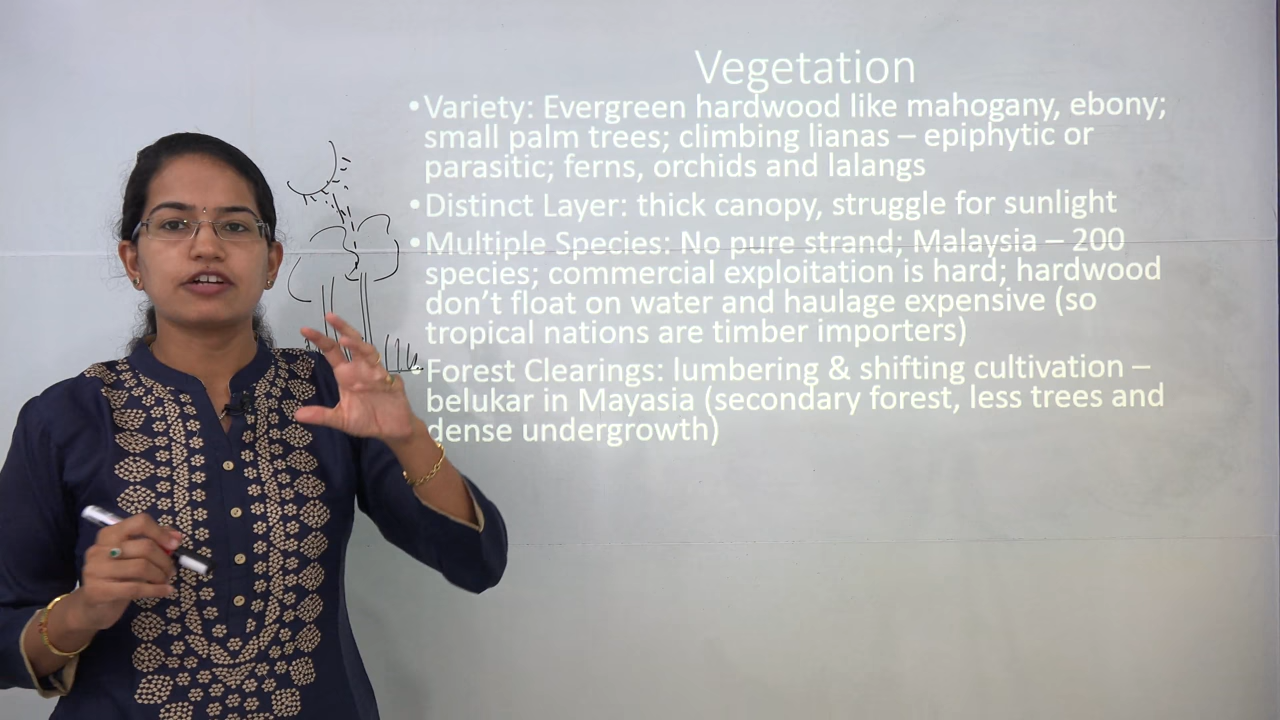 Vegetation
• Variety: Evergreen hardwood like mahogany, ebony;
small palm trees; climbing lianas – epiphytic or
parasitic; ferns, orchids and lalangs
• Distinct Layer: thick canopy, struggle for sunlight
• Multiple Species: No pure strand; Malaysia – 200
species; commercial exploitation is hard; hardwood
don't float on water and haulage expensive (so
tropical nations are timber importers)
• Forest Clearings: lumbering & shifting cultivation –
belukar in Mayasia (secondary forest, less trees and
dense undergrowth)